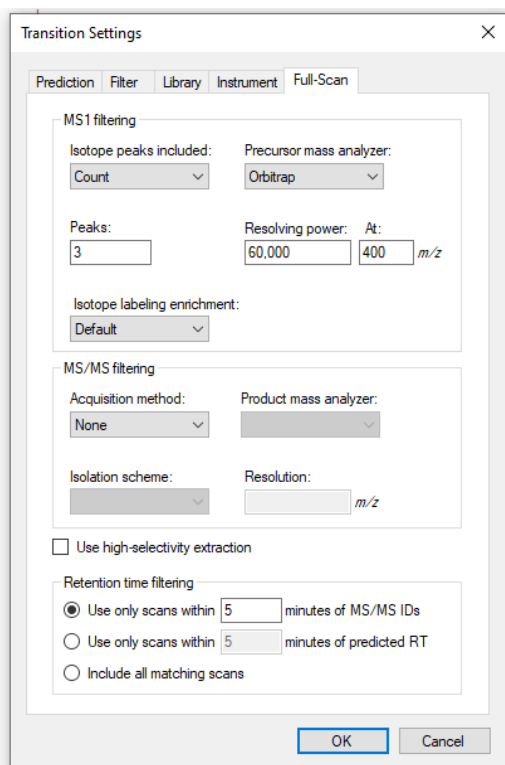 Transition Settings
Prediction Filter Library Instrument Full-Scan
MS1 filtering
Isotope peaks included: Precursor mass analyzer:
Count Orbitrap
Peaks: Resolving power: At:
3 60,000 400 m/z
Isotope labeling enrichment:
Default
MS/MS filtering
Acquisition method: Product mass analyzer:
None
Isolation scheme: Resolution:
m/z
Use high-selectivity extraction
Retention time filtering
Use only scans within 5 minutes of MS/MS IDs
Use only scans within 5 minutes of predicted RT
Include all matching scans
OK Cancel